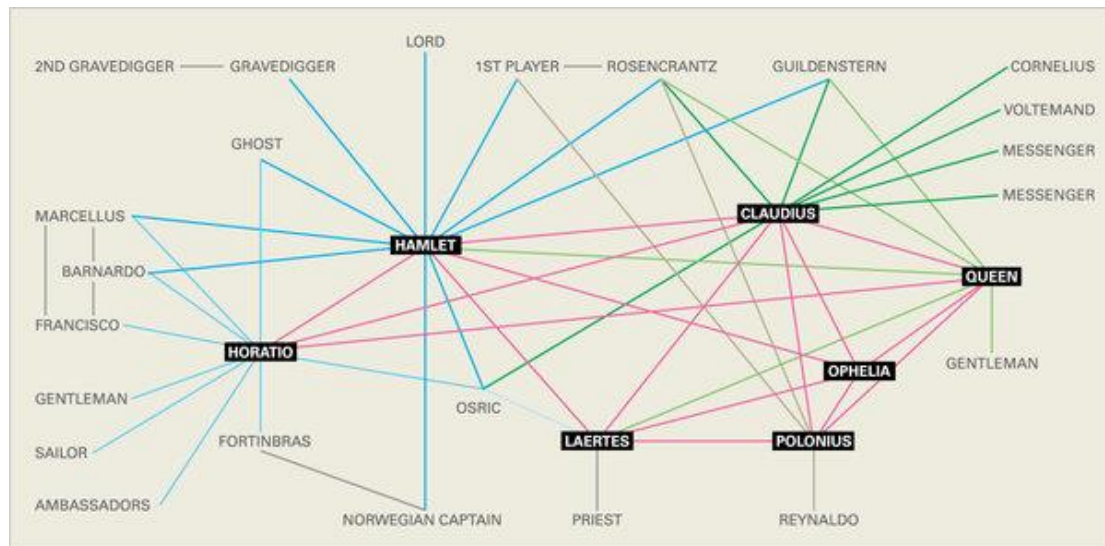 LORD
2ND GRAVEDIGGER
GRAVEDIGGER
1ST PLAYER
ROSENCRANTZ
GUILDENSTERN
CORNELIUS
VOLTEMAND
GHOST
MESSENGER
MESSENGER
MARCELLUS
CLAUDIUS
HAMLET
BARNARDO
QUEEN
FRANCISCO
HORATIO
GENTLEMAN
OPHELIA
GENTLEMAN
OSRIC
FORTINBRAS
LAERTES
POLONIUS
SAILOR
AMBASSADORS
NORWEGIAN CAPTAIN
PRIEST
REYNALDO